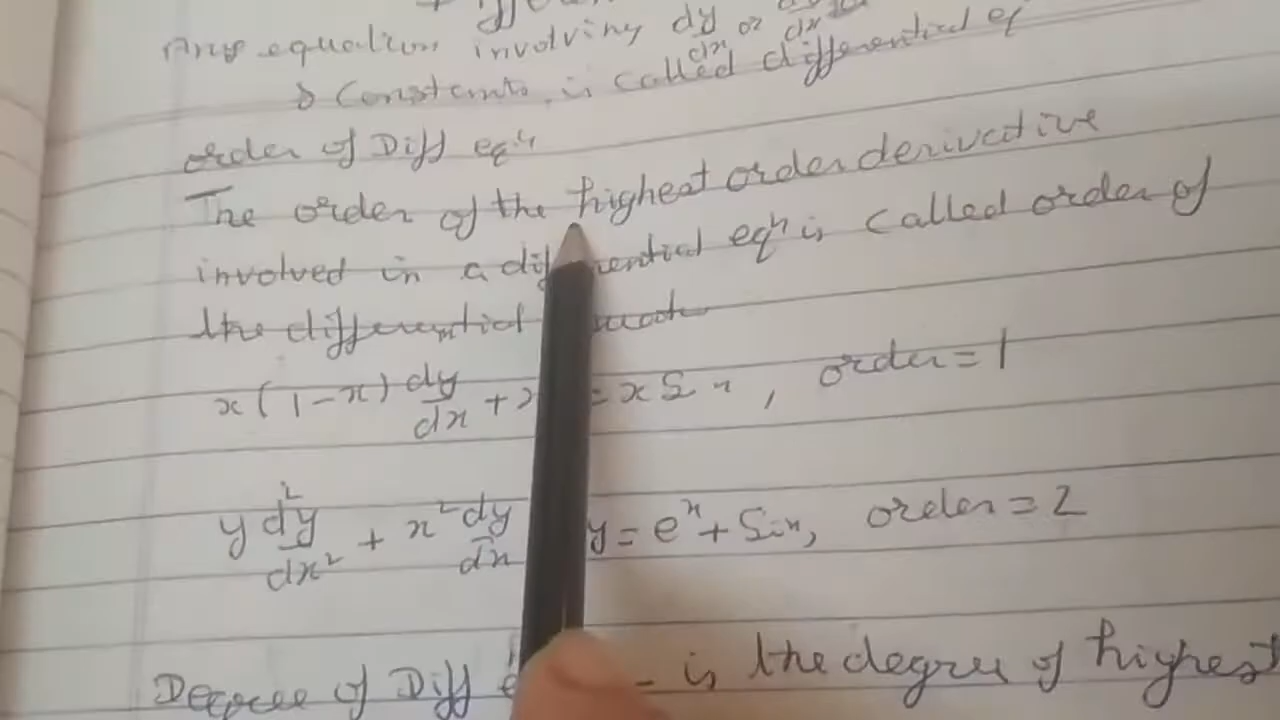 Any equation involving dy/dx or
& constants, is called differential eq
order of Diff eqn
The order of the highest order derivative
involved in a differential eqn is called order of
the differential
x(1-x) dy/dx + x = x Sin, order = 1
y d²y/dx² + x² dy/dx y = eˣ + Sinx, order = 2
Degree of Diff - is the degree of highest